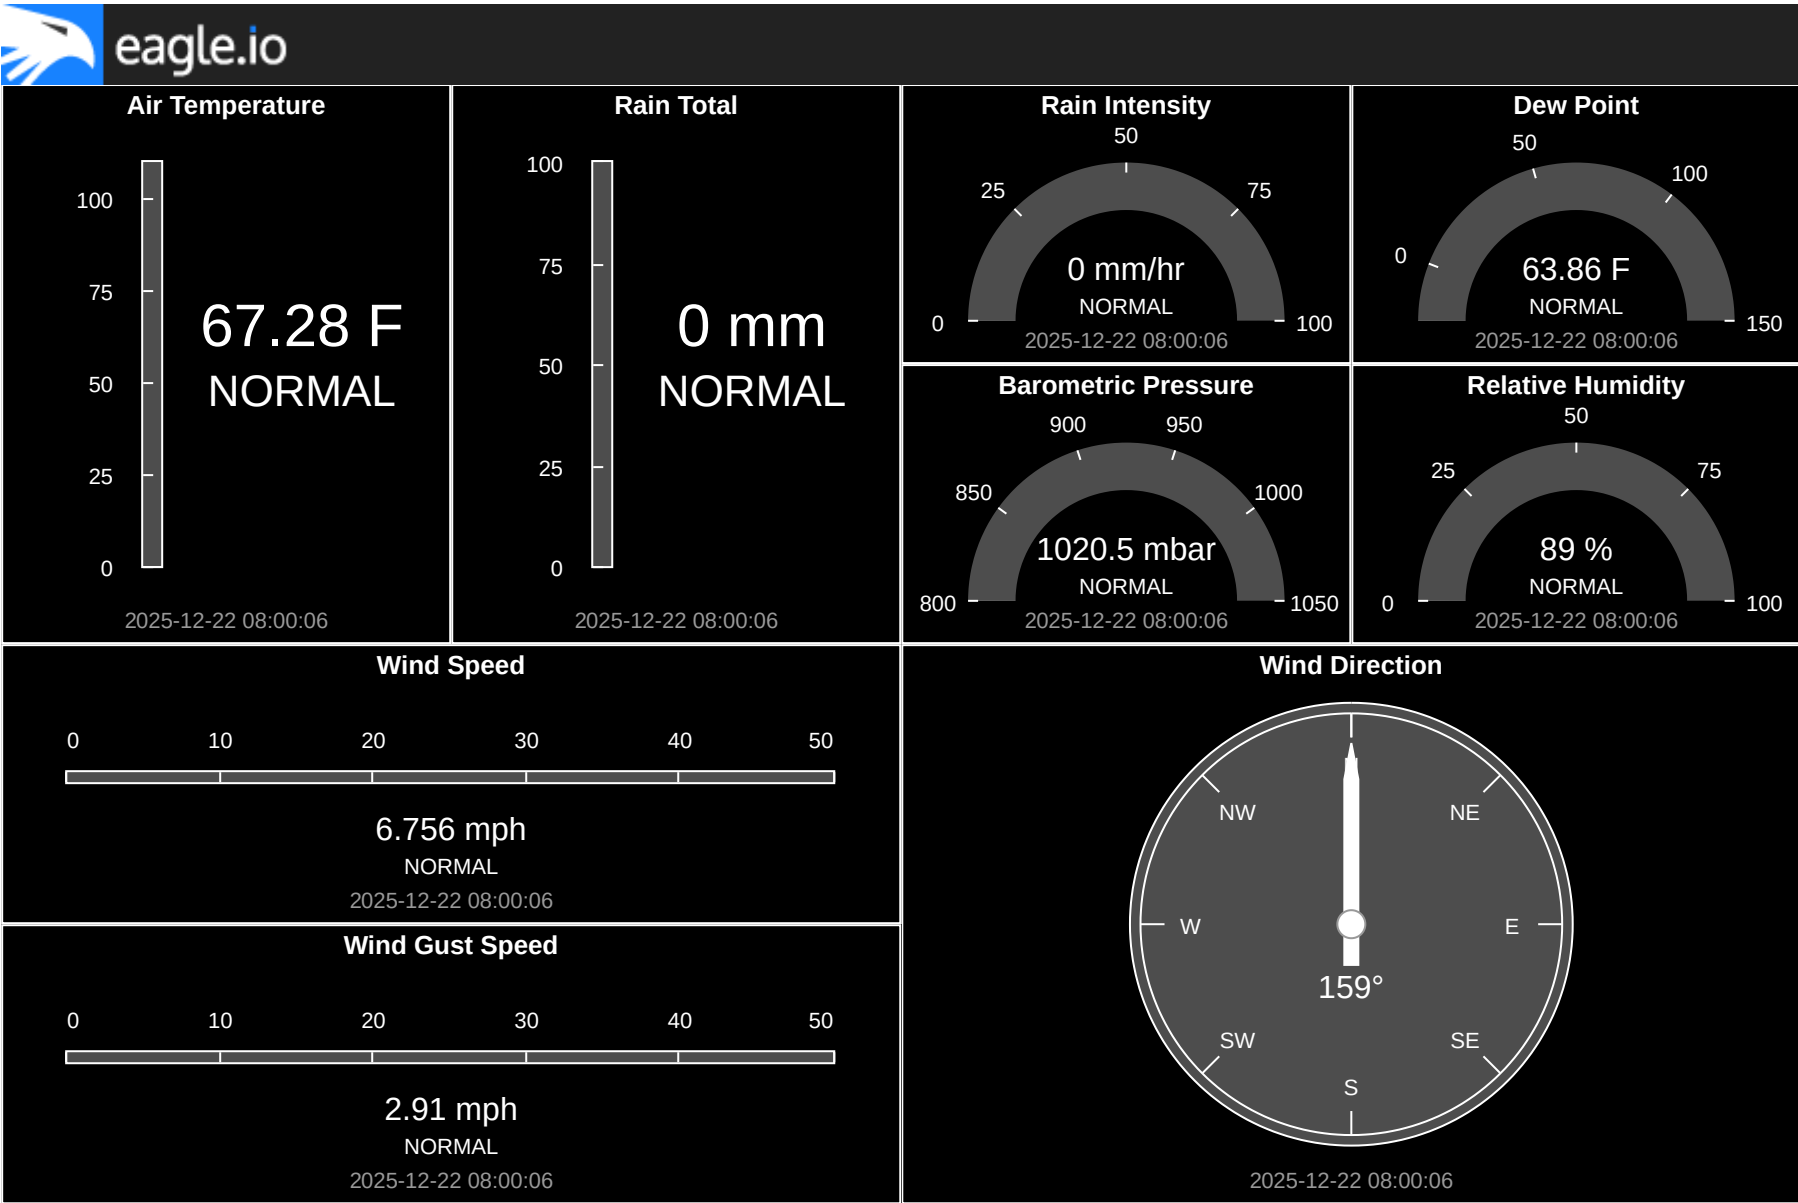 eagle.io
Air Temperature
100
75
50
25
0
67.28 F
NORMAL
2025-12-22 08:00:06
Rain Total
100
75
50
25
0
0 mm
NORMAL
2025-12-22 08:00:06
Rain Intensity
0
25
50
75
100
0 mm/hr
NORMAL
2025-12-22 08:00:06
Dew Point
0
50
100
150
63.86 F
NORMAL
2025-12-22 08:00:06
Barometric Pressure
800
850
900
950
1000
1050
1020.5 mbar
NORMAL
2025-12-22 08:00:06
Relative Humidity
0
25
50
75
100
89 %
NORMAL
2025-12-22 08:00:06
Wind Speed
0 10 20 30 40 50
6.756 mph
NORMAL
2025-12-22 08:00:06
Wind Gust Speed
0 10 20 30 40 50
2.91 mph
NORMAL
2025-12-22 08:00:06
Wind Direction
NW NE
W E
159°
SW SE
S
2025-12-22 08:00:06